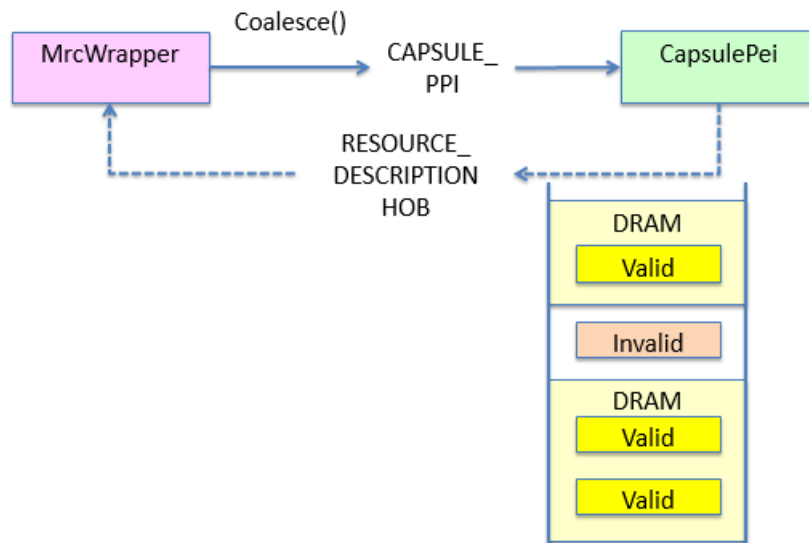 Coalesce()
MrcWrapper
CAPSULE_
PPI
CapsulePei
RESOURCE_
DESCRIPTION
HOB
DRAM
Valid
Invalid
DRAM
Valid
Valid